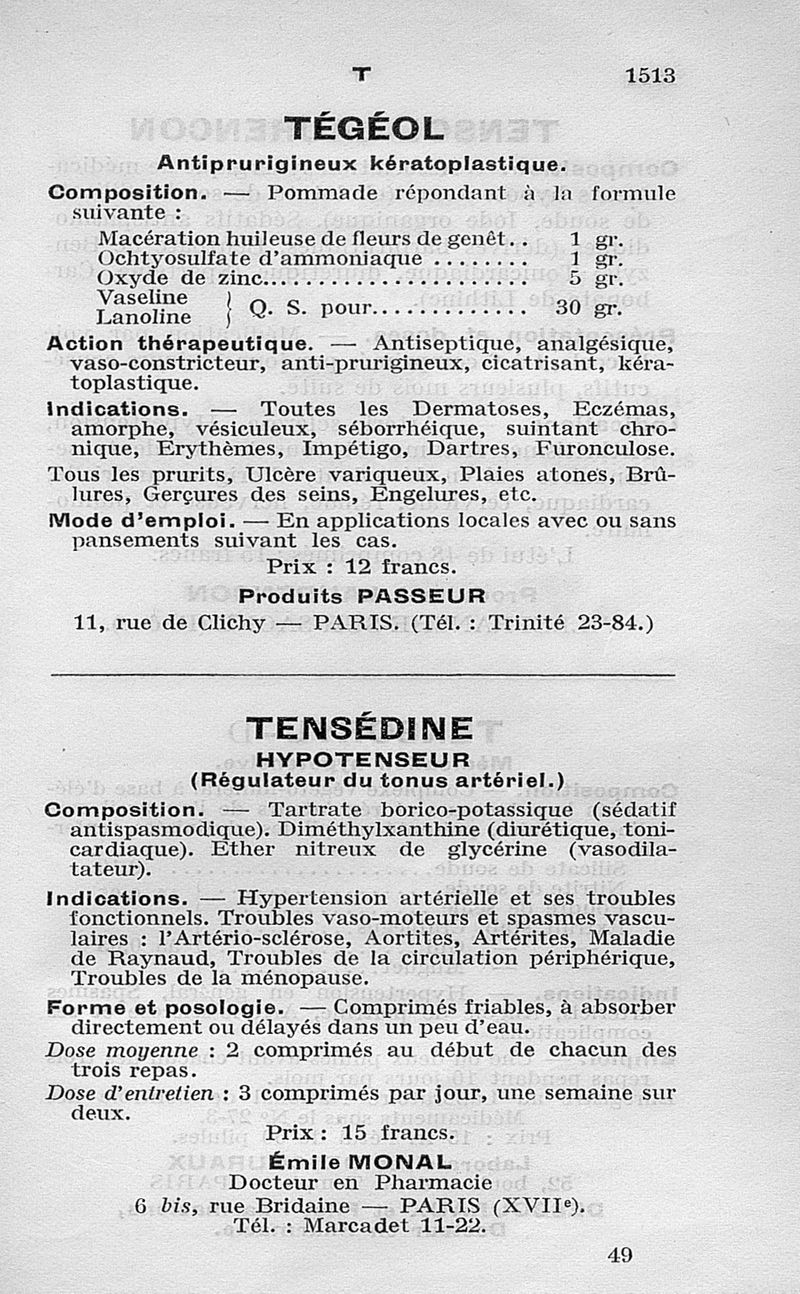 T 1513
TÉGÉOL
Antiprurigineux kératoplastique.
Composition. — Pommade répondant à la formule
suivante :
Macération huileuse de fleurs de genêt.. 1 gr.
Ochtyosulfate d'ammoniaque ........ 1 gr.
Oxyde de zinc...................... 5 gr.
Vaseline
Lanoline } Q. S. pour............. 30 gr.
Action thérapeutique. — Antiseptique, analgésique,
vaso-constricteur, anti-prurigineux, cicatrisant, kéra-
toplastique.
Indications. — Toutes les Dermatoses, Eczémas,
amorphe, vésiculeux, séborrhéique, suintant chro-
nique, Erythèmes, Impétigo, Dartres, Furonculose.
Tous les prurits, Ulcère variqueux, Plaies atones, Brû-
lures, Gerçures des seins, Engelures, etc.
Mode d'emploi. — En applications locales avec ou sans
pansements suivant les cas.
Prix : 12 francs.
Produits PASSEUR
11, rue de Clichy — PARIS. (Tél. : Trinité 23-84.)
TENSÉDINE
HYPOTENSEUR
(Régulateur du tonus artériel.)
Composition. — Tartrate borico-potassique (sédatif
antispasmodique). Diméthylxanthine (diurétique, toni-
cardiaque). Ether nitreux de glycérine (vasodila-
tateur).
Indications. — Hypertension artérielle et ses troubles
fonctionnels. Troubles vaso-moteurs et spasmes vascu-
laires : l'Artério-sclérose, Aortites, Artérites, Maladie
de Raynaud, Troubles de la circulation périphérique,
Troubles de la ménopause.
Forme et posologie. — Comprimés friables, à absorber
directement ou délayés dans un peu d'eau.
Dose moyenne : 2 comprimés au début de chacun des
trois repas.
Dose d'entretien : 3 comprimés par jour, une semaine sur
deux.
Prix : 15 francs.
Émile MONAL
Docteur en Pharmacie
6 bis, rue Bridaine — PARIS (XVIIe).
Tél. : Marcadet 11-22.
49